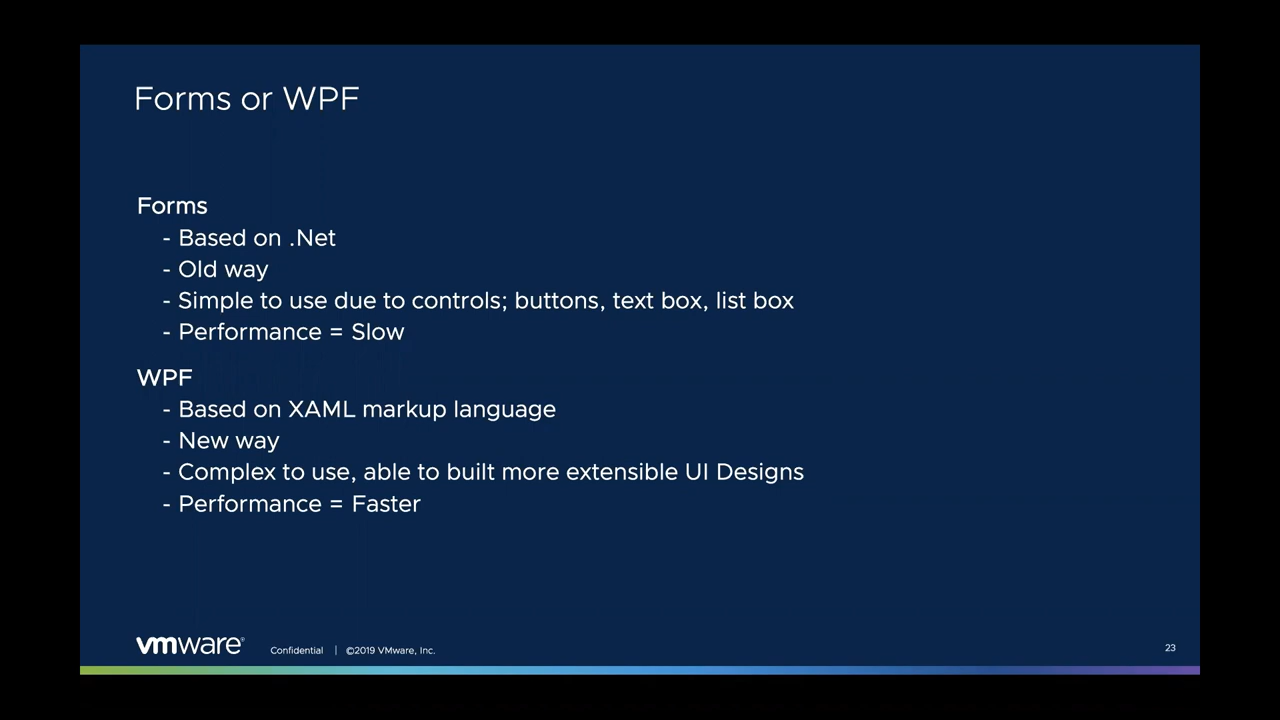 Forms or WPF
Forms
- Based on .Net
- Old way
- Simple to use due to controls; buttons, text box, list box
- Performance = Slow
WPF
- Based on XAML markup language
- New way
- Complex to use, able to built more extensible UI Designs
- Performance = Faster
vmware® Confidential | ©2019 VMware, Inc. 23